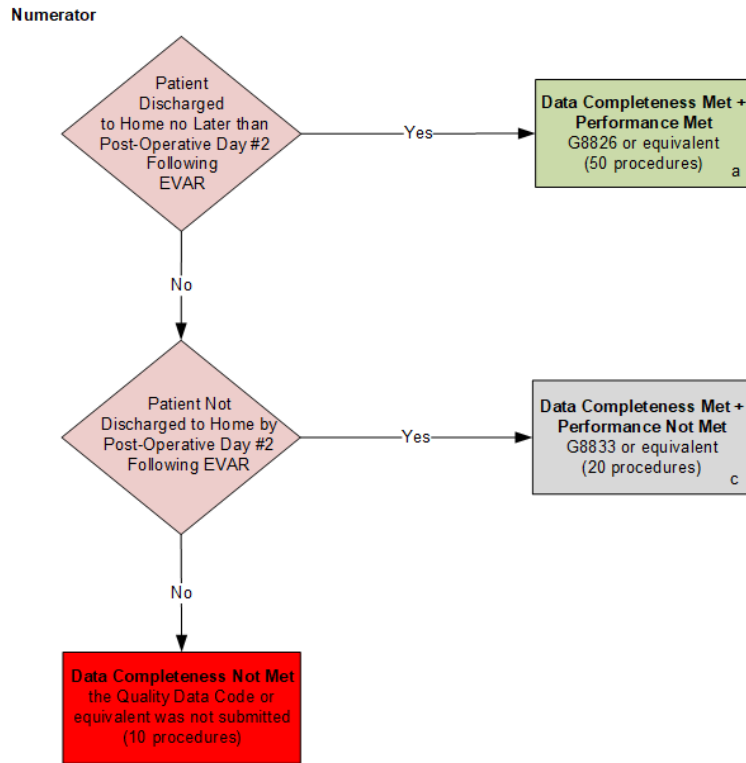 Numerator
Patient
Discharged
to Home no Later than
Post-Operative Day #2
Following
EVAR
Yes
Data Completeness Met +
Performance Met
G8826 or equivalent
(50 procedures)
a
No
Patient Not
Discharged to Home by
Post-Operative Day #2
Following EVAR
Yes
Data Completeness Met +
Performance Not Met
G8833 or equivalent
(20 procedures)
c
No
Data Completeness Not Met
the Quality Data Code or
equivalent was not submitted
(10 procedures)